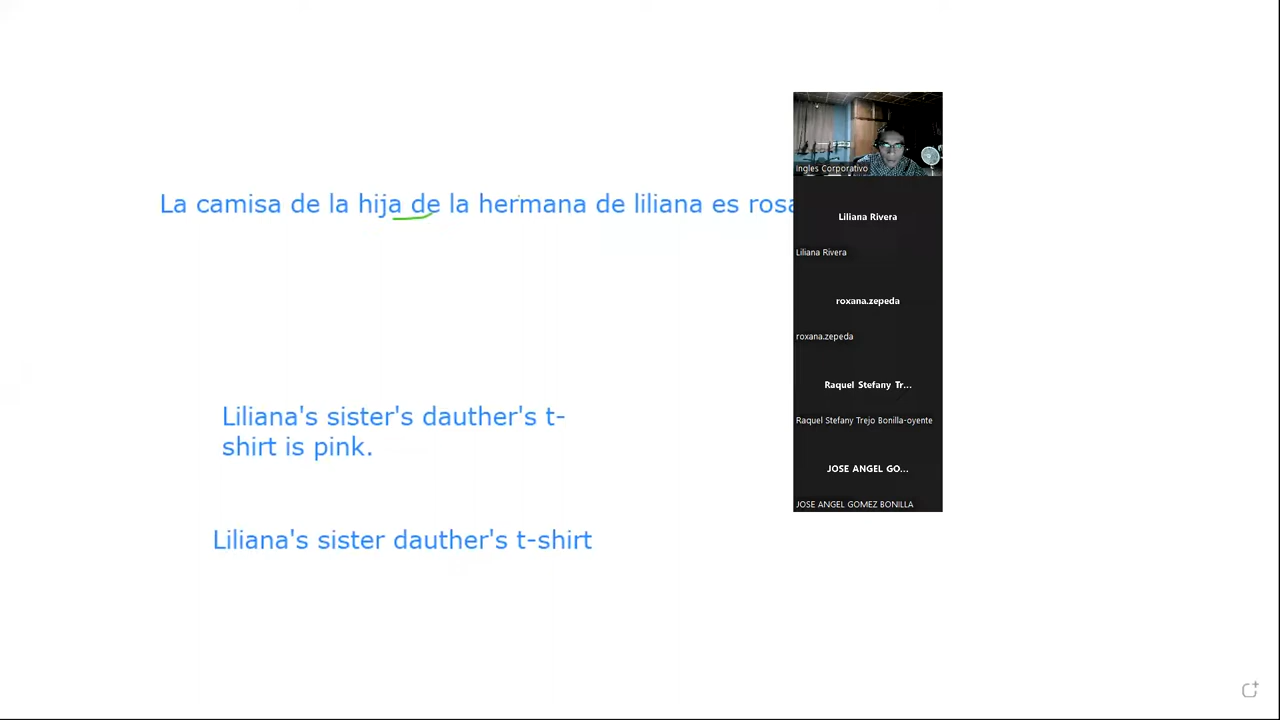 La camisa de la hija de la hermana de liliana es rosa
Liliana's sister's dauther's t-
shirt is pink.
Liliana's sister dauther's t-shirt
Ingles Corporativo
Liliana Rivera
Liliana Rivera
roxana.zepeda
roxana.zepeda
Raquel Stefany Tr...
Raquel Stefany Trejo Bonilla-oyente
JOSE ANGEL GO...
JOSE ANGEL GOMEZ BONILLA